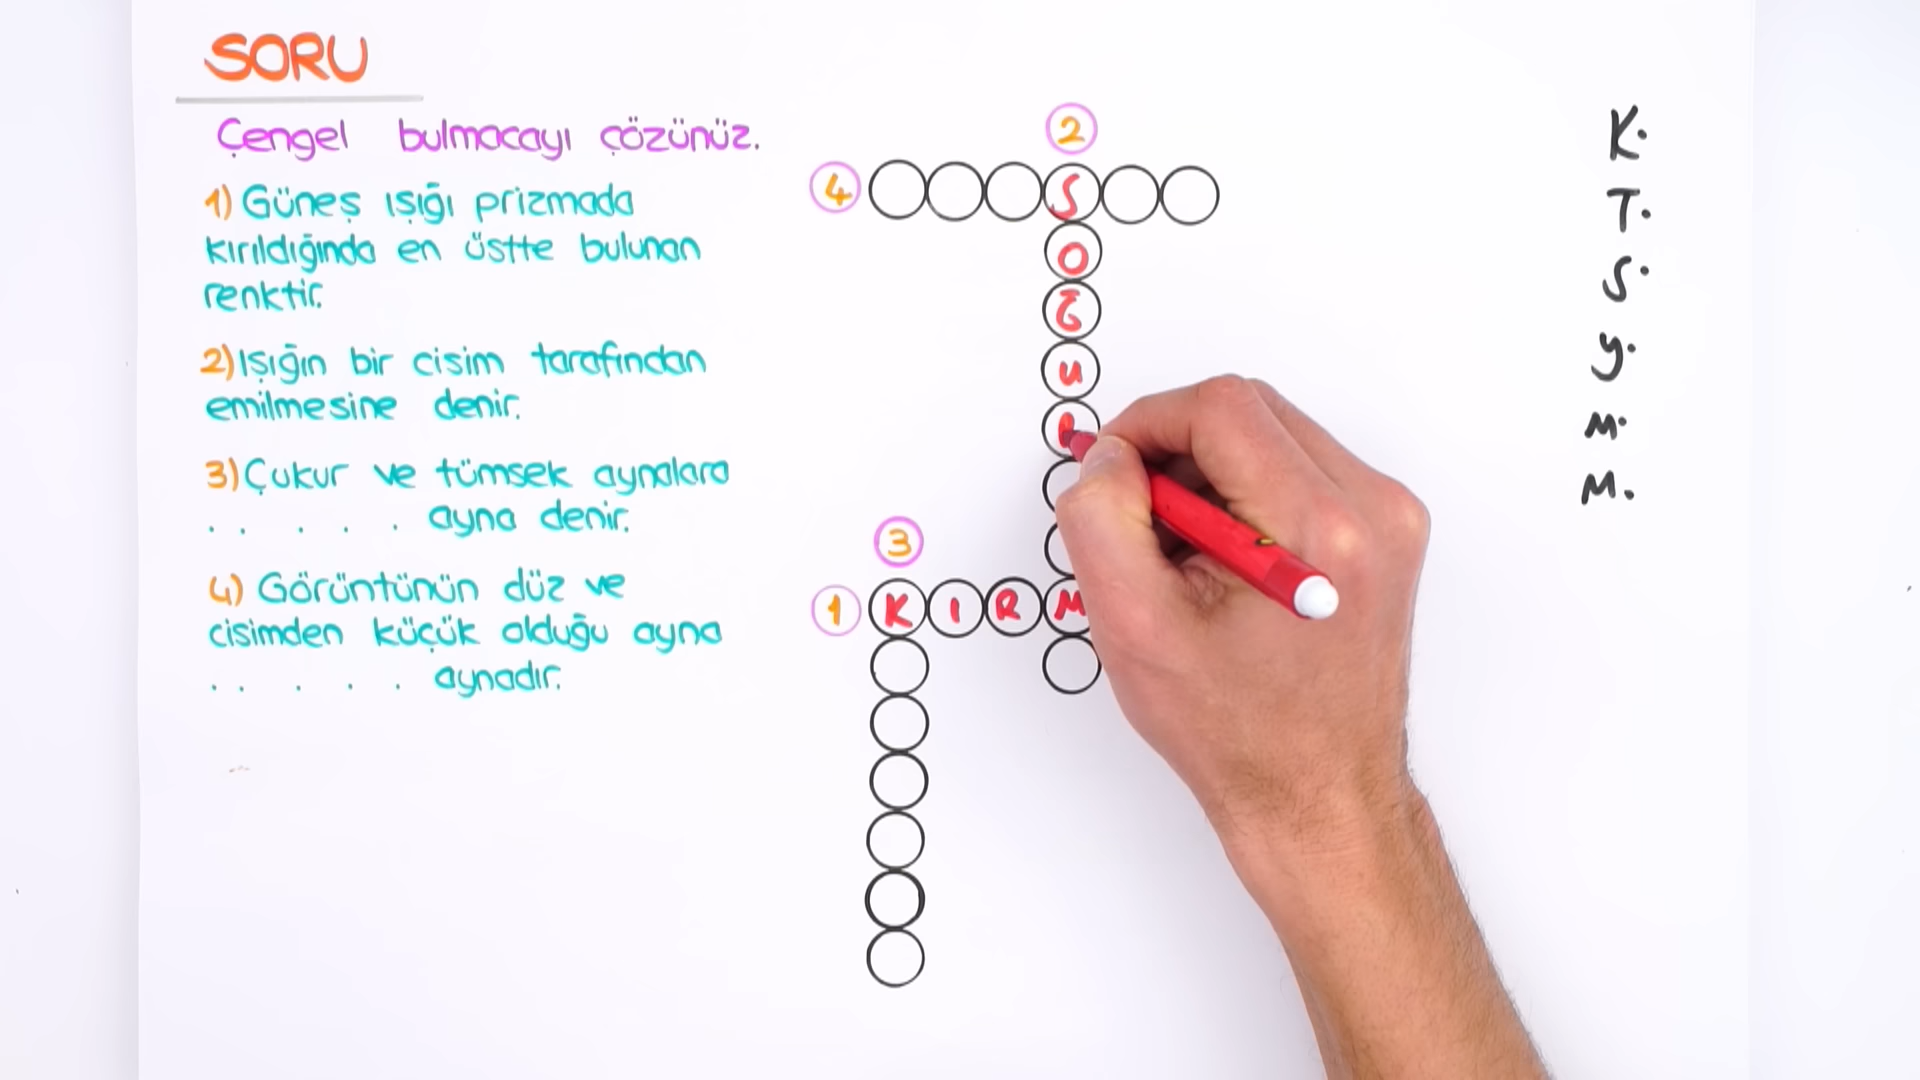 SORU
Çengel bulmacayı çözünüz.
1) Güneş ışığı prizmada
kırıldığında en üstte bulunan
renktir.
2) Işığın bir cisim tarafından
emilmesine denir.
3) Çukur ve tümsek aynalara
. . . . . ayna denir.
4) Görüntünün düz ve
cisimden küçük olduğu ayna
. . . . . aynadır.
2
4 S
O
Ğ
U
3
1 K I R M
K.
T.
S.
Y.
M.
M.